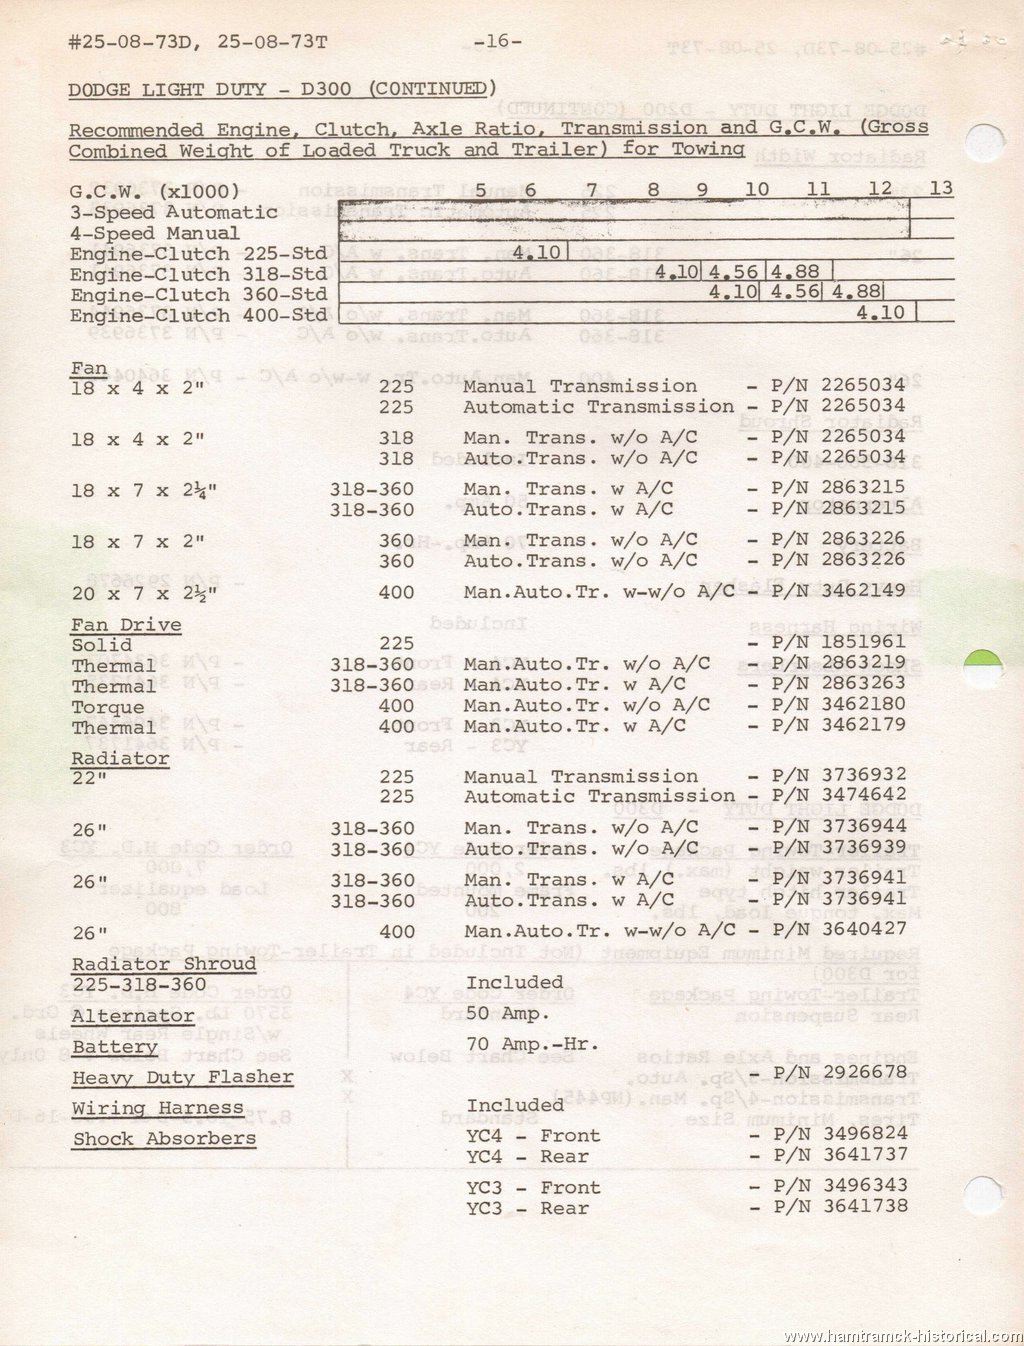 #25-08-73D, 25-08-73T -16-
DODGE LIGHT DUTY - D300 (CONTINUED)
Recommended Engine, Clutch, Axle Ratio, Transmission and G.C.W. (Gross
Combined Weight of Loaded Truck and Trailer) for Towing
G.C.W. (x1000) 5 6 7 8 9 10 11 12 13
3-Speed Automatic
4-Speed Manual
Engine-Clutch 225-Std 4.10
Engine-Clutch 318-Std 4.10 4.56 4.88
Engine-Clutch 360-Std 4.10 4.56 4.88
Engine-Clutch 400-Std 4.10
Fan
18 x 4 x 2" 225 Manual Transmission - P/N 2265034
225 Automatic Transmission - P/N 2265034
18 x 4 x 2" 318 Man. Trans. w/o A/C - P/N 2265034
318 Auto.Trans. w/o A/C - P/N 2265034
18 x 7 x 2¼" 318-360 Man. Trans. w A/C - P/N 2863215
318-360 Auto.Trans. w A/C - P/N 2863215
18 x 7 x 2" 360 Man. Trans. w/o A/C - P/N 2863226
360 Auto.Trans. w/o A/C - P/N 2863226
20 x 7 x 2½" 400 Man.Auto.Tr. w-w/o A/C - P/N 3462149
Fan Drive
Solid 225 - P/N 1851961
Thermal 318-360 Man.Auto.Tr. w/o A/C - P/N 2863216
Thermal 318-360 Man.Auto.Tr. w A/C - P/N 2863263
Torque 400 Man.Auto.Tr. w/o A/C - P/N 3462180
Thermal 400 Man.Auto.Tr. w A/C - P/N 3462179
Radiator
22" 225 Manual Transmission - P/N 3736932
225 Automatic Transmission - P/N 3474642
26" 318-360 Man. Trans. w/o A/C - P/N 3736944
318-360 Auto.Trans. w/o A/C - P/N 3736939
26" 318-360 Man. Trans. w A/C - P/N 3736941
318-360 Auto.Trans. w A/C - P/N 3736941
26" 400 Man.Auto.Tr. w-w/o A/C - P/N 3640427
Radiator Shroud
225-318-360 Included
Alternator 50 Amp.
Battery 70 Amp.-Hr.
Heavy Duty Flasher - P/N 2926678
Wiring Harness Included
Shock Absorbers YC4 - Front - P/N 3496824
YC4 - Rear - P/N 3641737
YC3 - Front - P/N 3496343
YC3 - Rear - P/N 3641738
www.hamtramck-historical.com